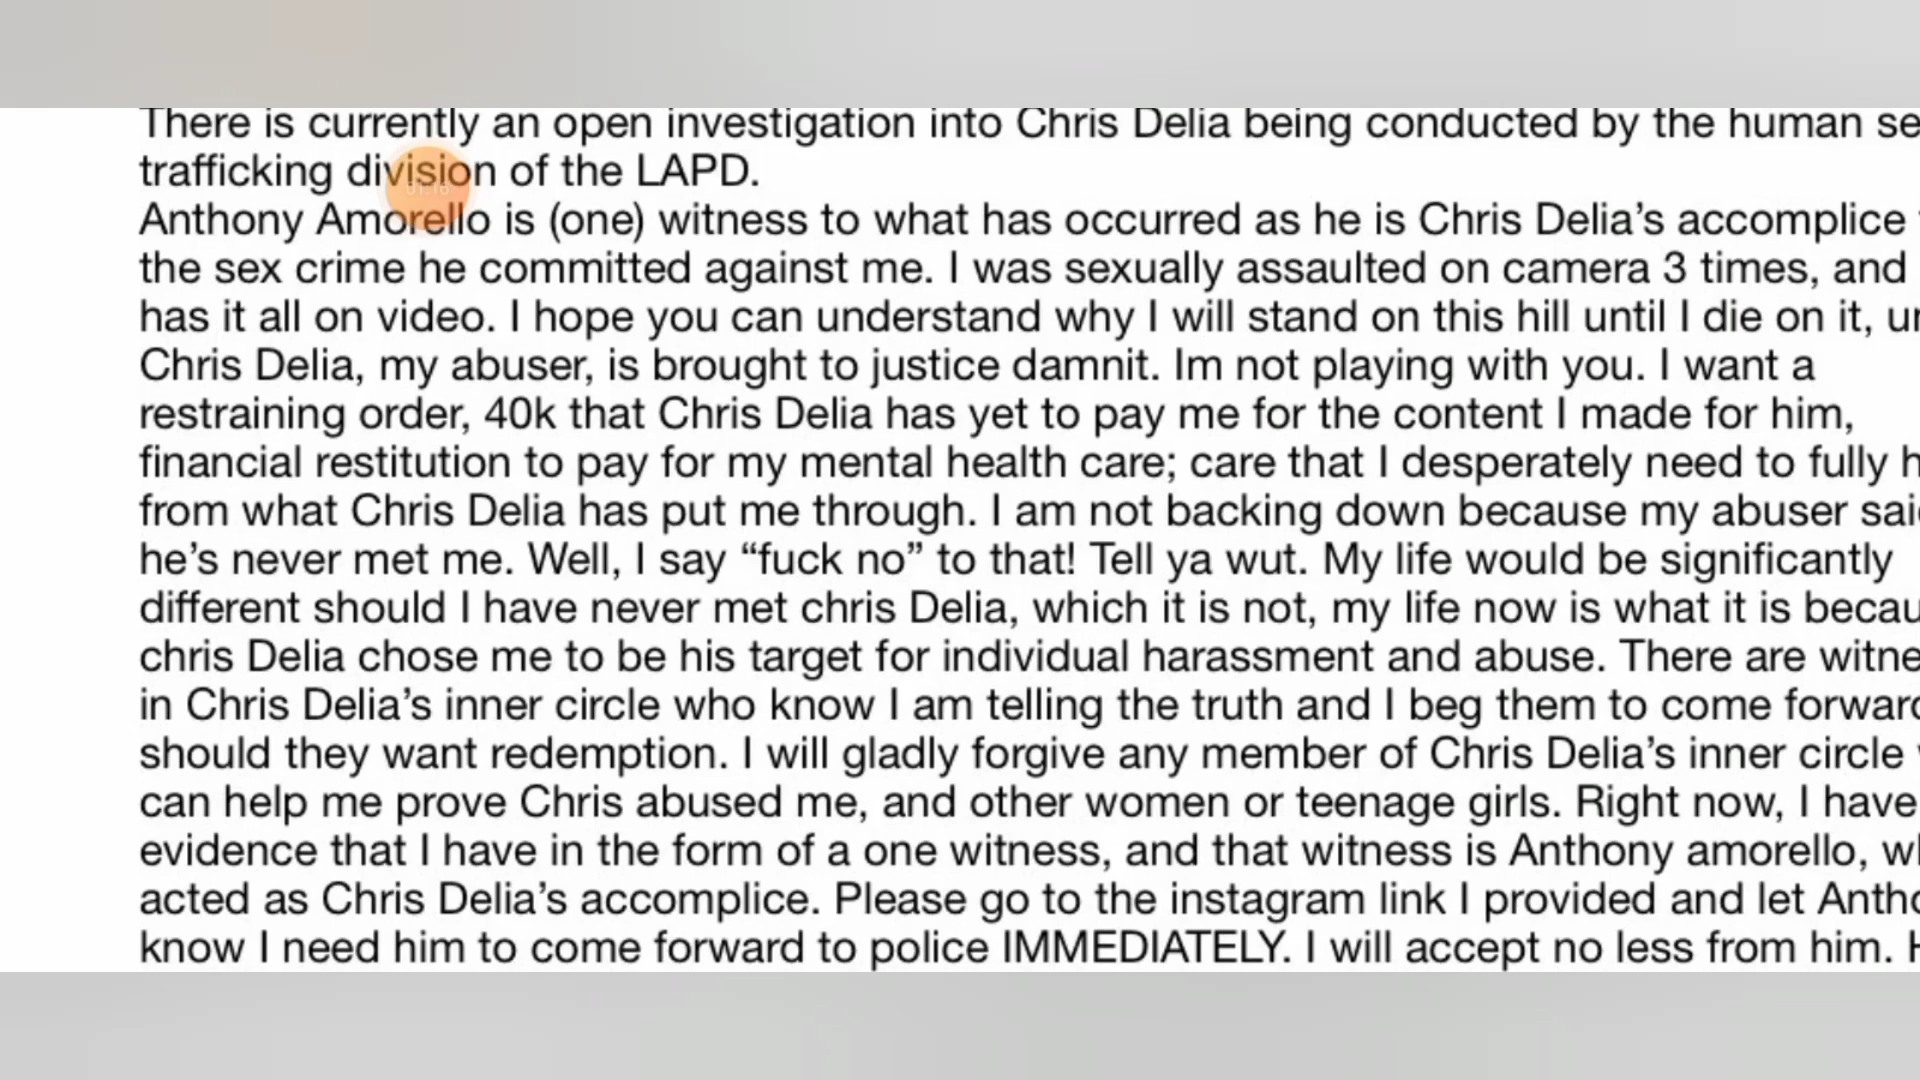 There is currently an open investigation into Chris Delia being conducted by the human se
trafficking division of the LAPD.
Anthony Amorello is (one) witness to what has occurred as he is Chris Delia’s accomplice
the sex crime he committed against me. I was sexually assaulted on camera 3 times, and
has it all on video. I hope you can understand why I will stand on this hill until I die on it,
Chris Delia, my abuser, is brought to justice damnit. Im not playing with you. I want a
restraining order, 40k that Chris Delia has yet to pay me for the content I made for him,
financial restitution to pay for my mental health care; care that I desperately need to fully
from what Chris Delia has put me through. I am not backing down because my abuser
he’s never met me. Well, I say “fuck no” to that! Tell ya wut. My life would be significantly
different should I have never met chris Delia, which it is not, my life now is what it is becau
chris Delia chose me to be his target for individual harassment and abuse. There are witne
in Chris Delia’s inner circle who know I am telling the truth and I beg them to come forward
should they want redemption. I will gladly forgive any member of Chris Delia’s inner circle
can help me prove Chris abused me, and other women or teenage girls. Right now, I have
evidence that I have in the form of a one witness, and that witness is Anthony amorello,
acted as Chris Delia’s accomplice. Please go to the instagram link I provided and let Antho
know I need him to come forward to police IMMEDIATELY. I will accept no less from him.
01:16